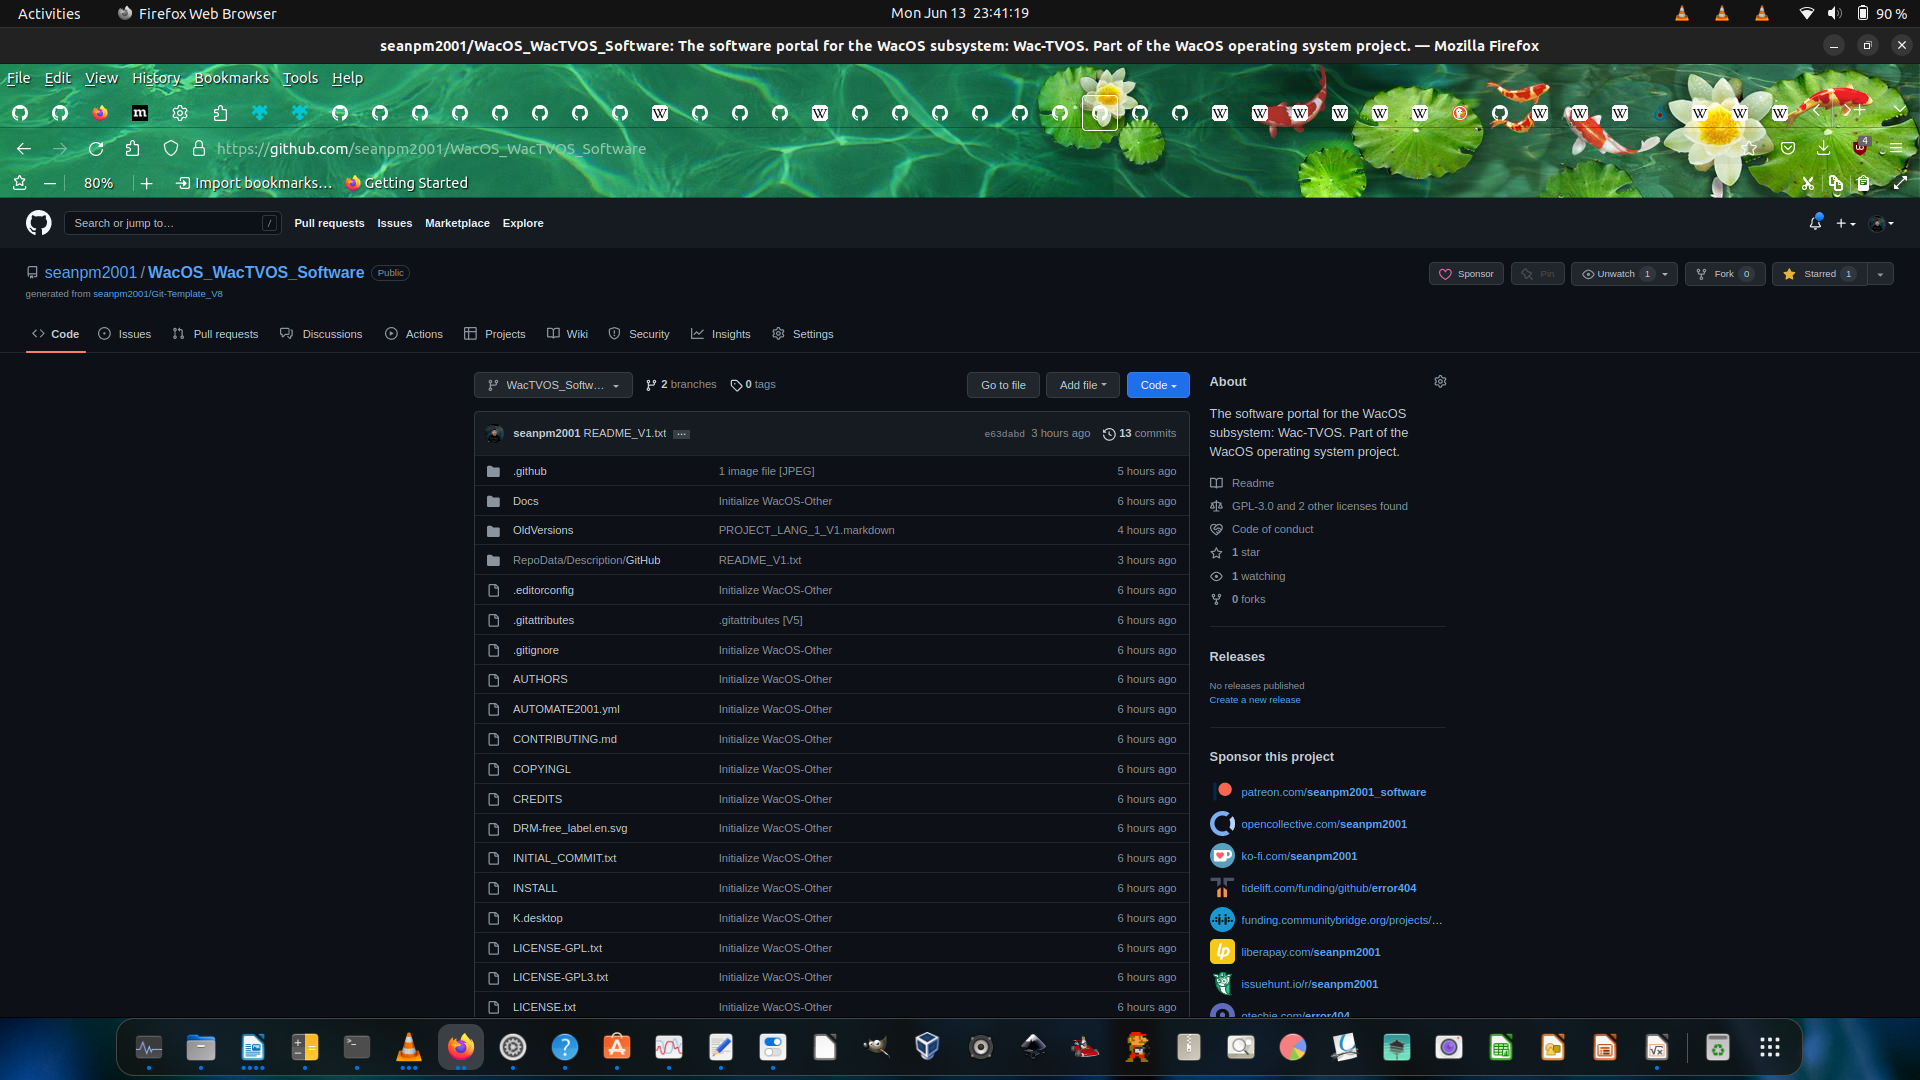 Activities Firefox Web Browser Mon Jun 13 23:41:19 90 %
seanpm2001/WacOS_WacTVOS_Software: The software portal for the WacOS subsystem: Wac-TVOS. Part of the WacOS operating system project. — Mozilla Firefox
File Edit View History Bookmarks Tools Help
https://github.com/seanpm2001/WacOS_WacTVOS_Software 4
80% Import bookmarks… Getting Started
Search or jump to… / Pull requests Issues Marketplace Explore
seanpm2001 / WacOS_WacTVOS_Software Public Sponsor Pin Unwatch 1 Fork 0 Starred 1
generated from seanpm2001/Git-Template_V8
Code Issues Pull requests Discussions Actions Projects Wiki Security Insights Settings
WacTVOS_Softw… 2 branches 0 tags Go to file Add file Code
seanpm2001 README_V1.txt … e63dabd 3 hours ago 13 commits
.github 1 image file [JPEG] 5 hours ago
Docs Initialize WacOS-Other 6 hours ago
OldVersions PROJECT_LANG_1_V1.markdown 4 hours ago
RepoData/Description/GitHub README_V1.txt 3 hours ago
.editorconfig Initialize WacOS-Other 6 hours ago
.gitattributes .gitattributes [V5] 6 hours ago
.gitignore Initialize WacOS-Other 6 hours ago
AUTHORS Initialize WacOS-Other 6 hours ago
AUTOMATE2001.yml Initialize WacOS-Other 6 hours ago
CONTRIBUTING.md Initialize WacOS-Other 6 hours ago
COPYINGL Initialize WacOS-Other 6 hours ago
CREDITS Initialize WacOS-Other 6 hours ago
DRM-free_label.en.svg Initialize WacOS-Other 6 hours ago
INITIAL_COMMIT.txt Initialize WacOS-Other 6 hours ago
INSTALL Initialize WacOS-Other 6 hours ago
K.desktop Initialize WacOS-Other 6 hours ago
LICENSE-GPL.txt Initialize WacOS-Other 6 hours ago
LICENSE-GPL3.txt Initialize WacOS-Other 6 hours ago
LICENSE.txt Initialize WacOS-Other 6 hours ago
About
The software portal for the WacOS
subsystem: Wac-TVOS. Part of the
WacOS operating system project.
Readme
GPL-3.0 and 2 other licenses found
Code of conduct
1 star
1 watching
0 forks
Releases
No releases published
Create a new release
Sponsor this project
patreon.com/seanpm2001_software
opencollective.com/seanpm2001
ko-fi.com/seanpm2001
tidelift.com/funding/github/error404
funding.communitybridge.org/projects/…
liberapay.com/seanpm2001
issuehunt.io/r/seanpm2001
otechie.com/error404